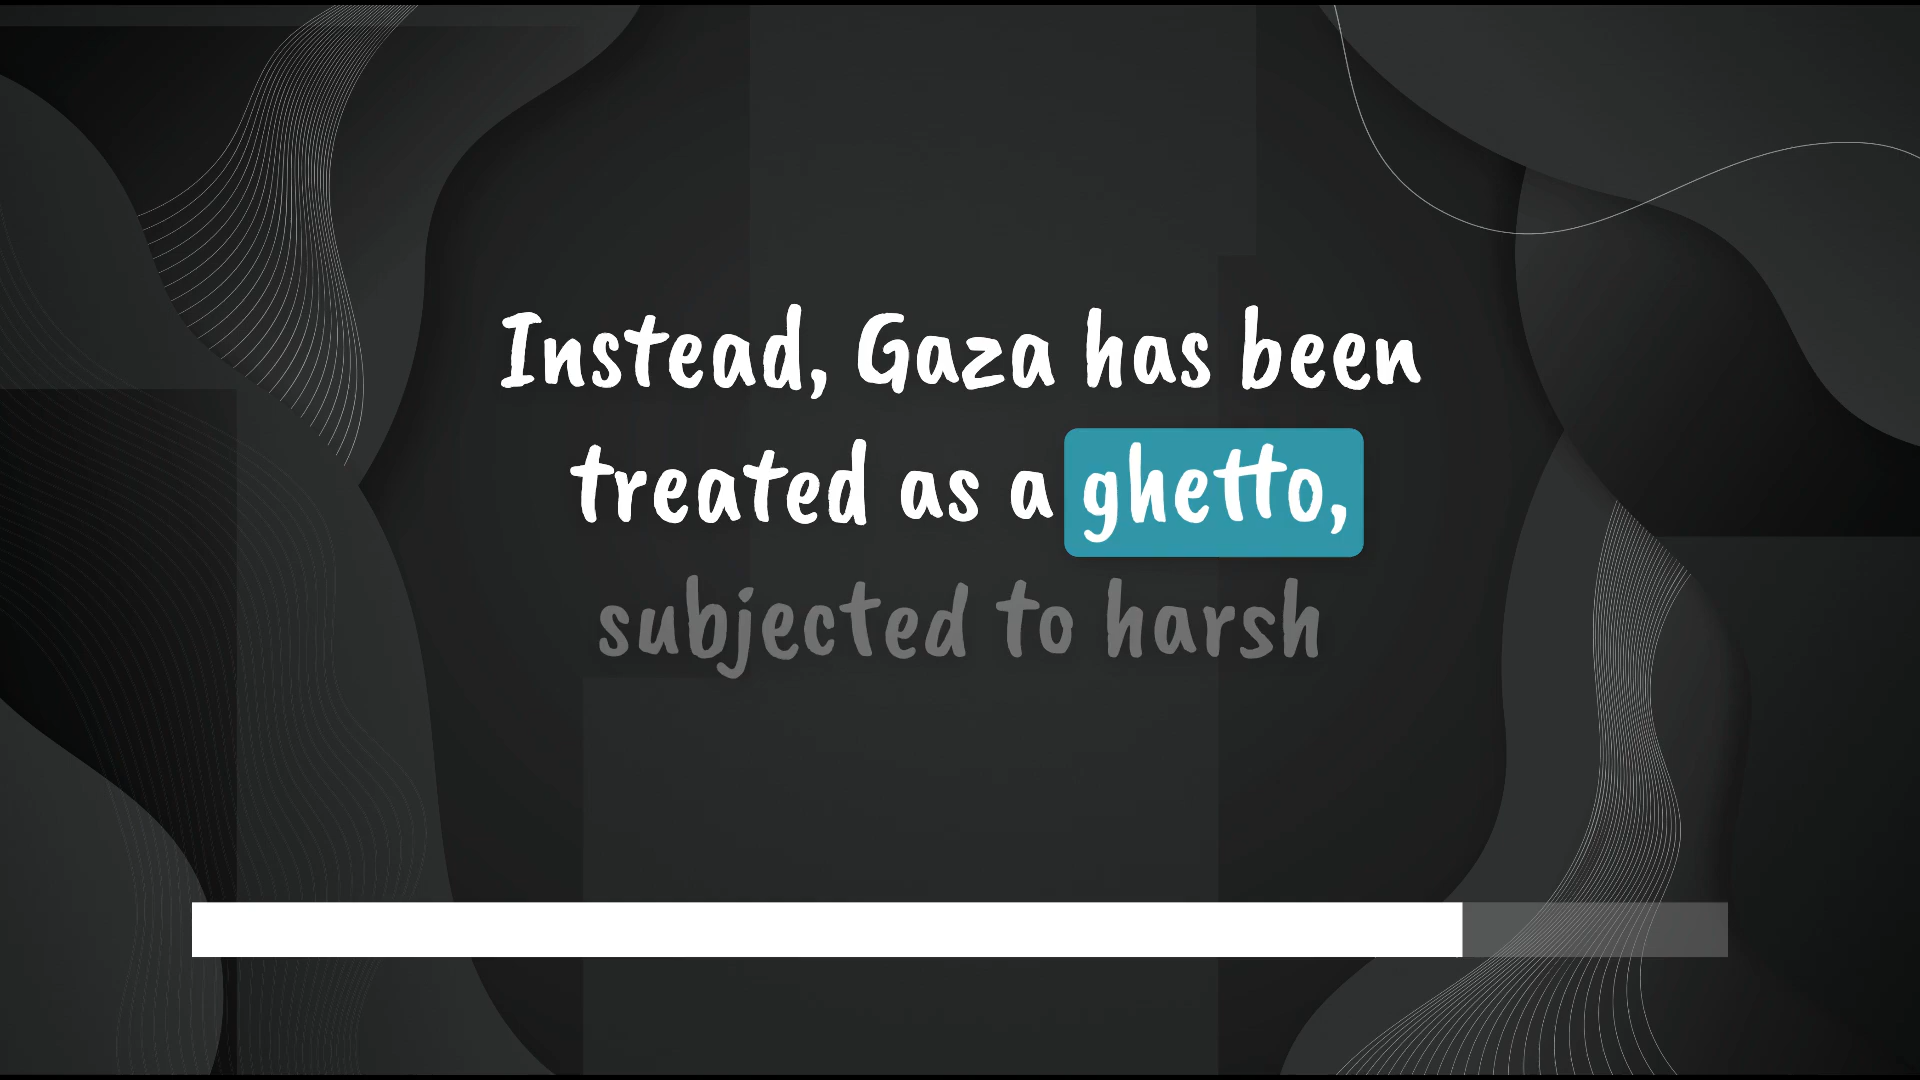 Instead, Gaza has been
treated as a ghetto,
subjected to harsh